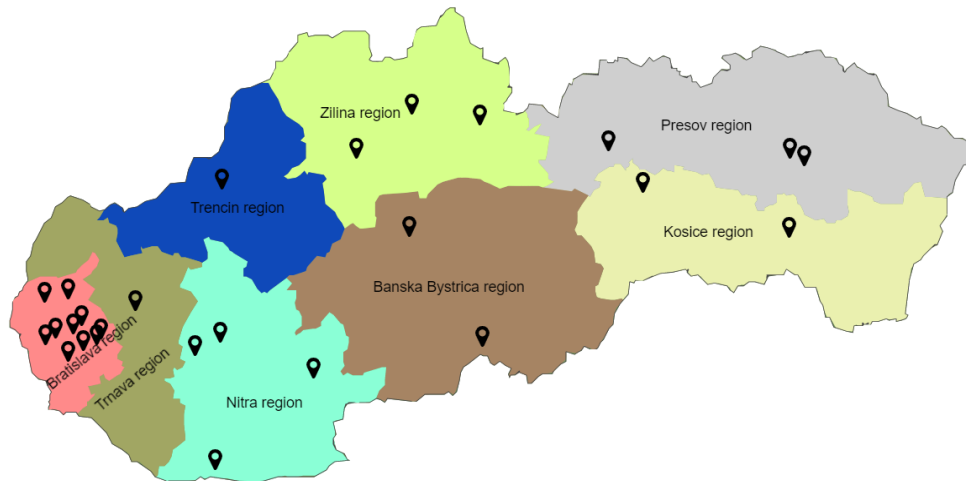 Zilina region
Presov region
Trencin region
Kosice region
Banska Bystrica region
Bratislava region
Trnava region
Nitra region